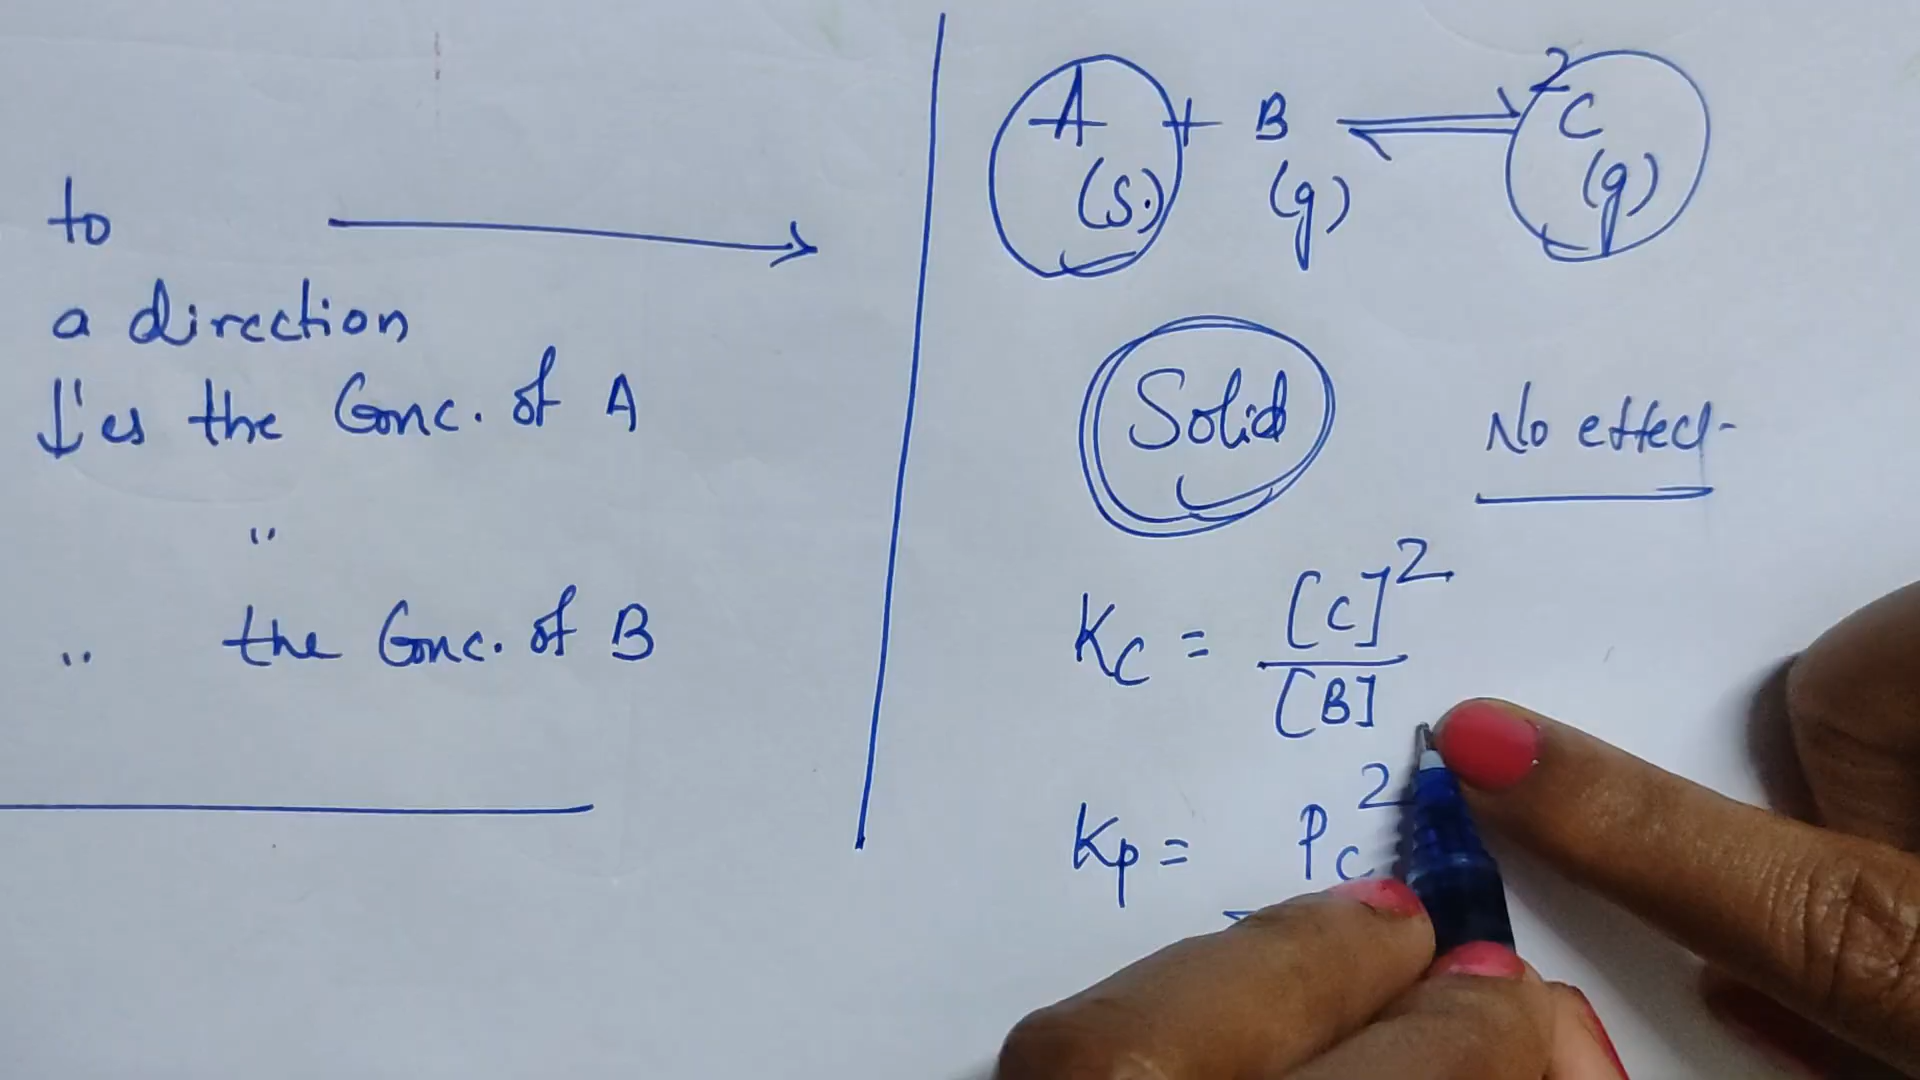 to
a direction
↓'es the Conc. of A
"
" the Conc. of B
A + B ⇌ 2C
(s) (g) (g)
Solid No effect
Kc = [C]²
[B]
Kp = Pc²